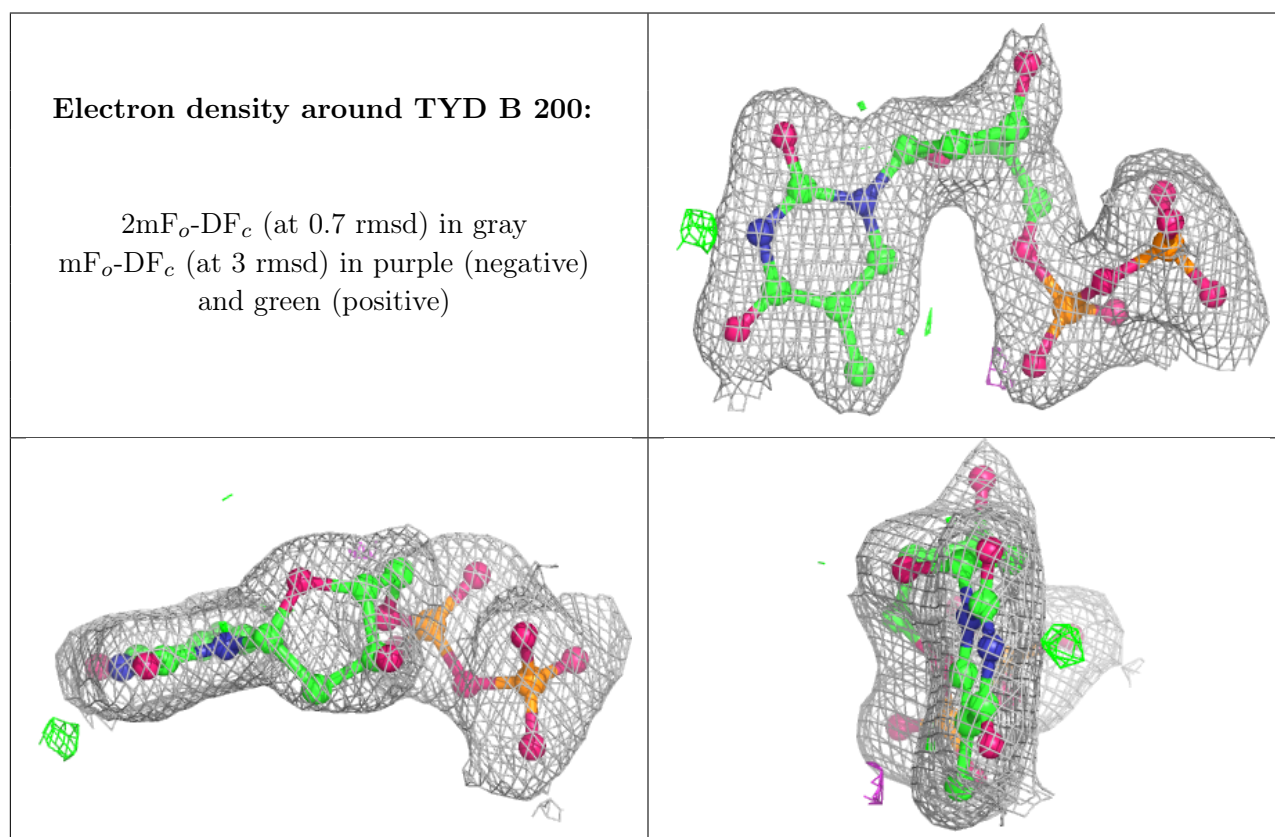 Electron density around TYD B 200:
2mFₒ-DF𝒸 (at 0.7 rmsd) in gray
mFₒ-DF𝒸 (at 3 rmsd) in purple (negative)
and green (positive)